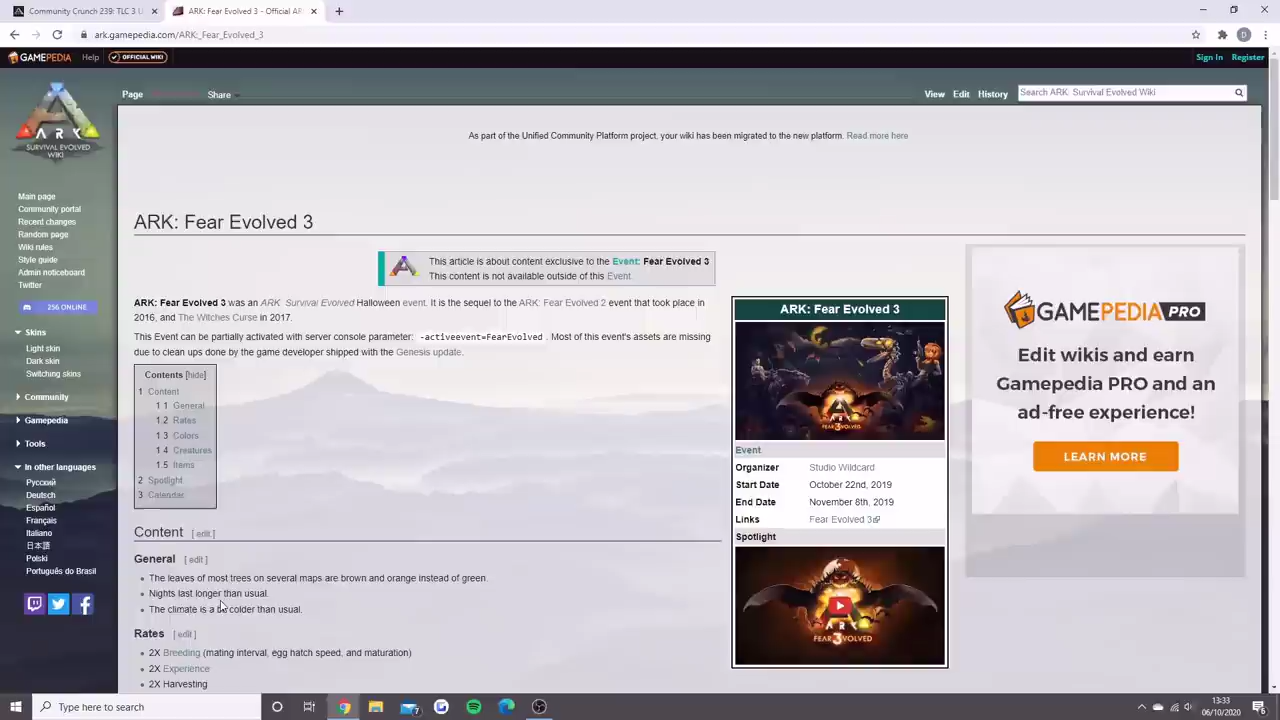 Community Crunch 239: TLC 3 U
ARK: Fear Evolved 3 - Official AR
ark.gamepedia.com/ARK:_Fear_Evolved_3
D
GAMEPEDIA Help OFFICIAL WIKI
Sign In Register
Page Share
View Edit History
Search ARK: Survival Evolved Wiki
ARK
SURVIVAL EVOLVED
WIKI
As part of the Unified Community Platform project, your wiki has been migrated to the new platform. Read more here
Main page
Community portal
Recent changes
Random page
Wiki rules
Style guide
Admin noticeboard
Twitter
256 ONLINE
Skins
Light skin
Dark skin
Switching skins
Community
Gamepedia
Tools
In other languages
Русский
Deutsch
Español
Français
Italiano
日本語
Polski
Português do Brasil
ARK: Fear Evolved 3
This article is about content exclusive to the Event: Fear Evolved 3
This content is not available outside of this Event.
ARK: Fear Evolved 3 was an ARK: Survival Evolved Halloween event. It is the sequel to the ARK: Fear Evolved 2 event that took place in
2016, and The Witches Curse in 2017.
This Event can be partially activated with server console parameter: -activeevent=FearEvolved . Most of this event's assets are missing
due to clean ups done by the game developer shipped with the Genesis update.
Contents [hide]
1 Content
1.1 General
1.2 Rates
1.3 Colors
1.4 Creatures
1.5 Items
2 Spotlight
3 Calendar
Content [ edit ]
General [ edit ]
The leaves of most trees on several maps are brown and orange instead of green.
Nights last longer than usual.
The climate is a bit colder than usual.
Rates [ edit ]
2X Breeding (mating interval, egg hatch speed, and maturation)
2X Experience
2X Harvesting
ARK: Fear Evolved 3
ARK
FEAR 3 EVOLVED
Event
Organizer Studio Wildcard
Start Date October 22nd, 2019
End Date November 8th, 2019
Links Fear Evolved 3
Spotlight
ARK
FEAR 3 EVOLVED
GAMEPEDIA PRO
Edit wikis and earn
Gamepedia PRO and an
ad-free experience!
LEARN MORE
Type here to search
7
13:33
06/10/2020
6